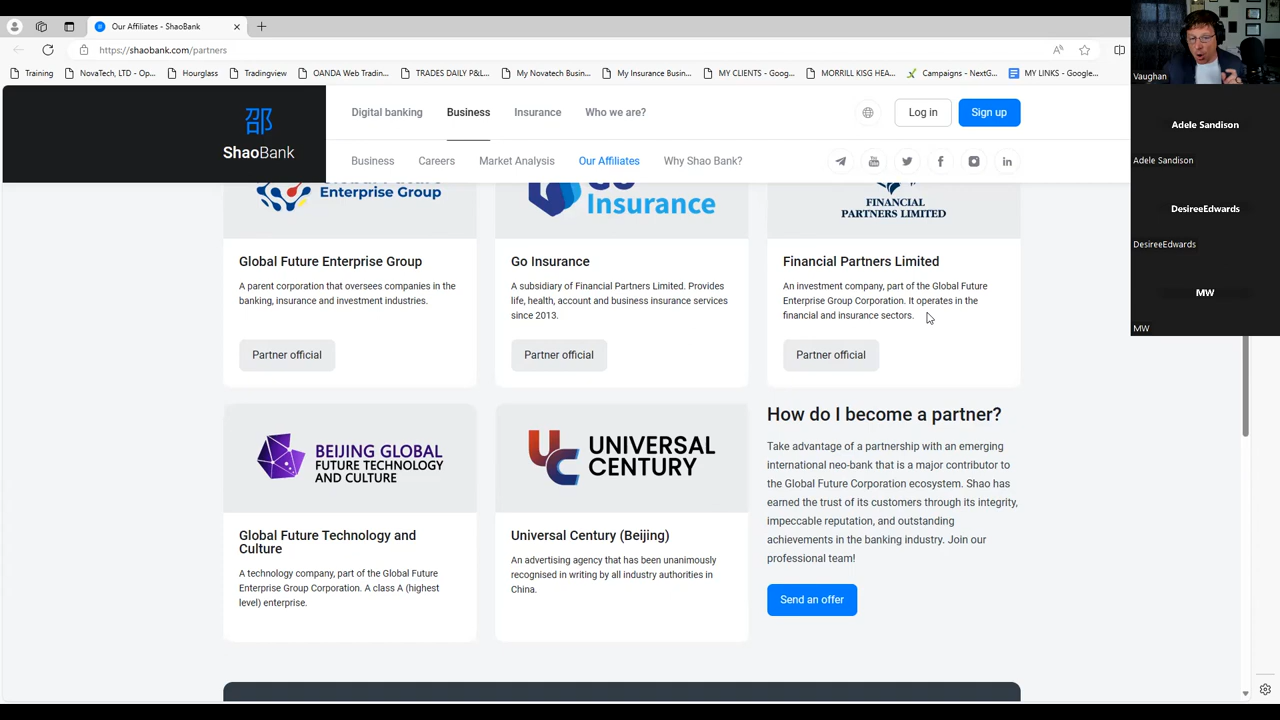 Our Affiliates - ShaoBank
https://shaobank.com/partners
Training
NovaTech, LTD - Op...
Hourglass
Tradingview
OANDA Web Tradin...
TRADES DAILY P&L...
My Novatech Busin...
My Insurance Busin...
MY CLIENTS - Goog...
MORRILL KISG HEA...
Campaigns - NextG...
MY LINKS - Google...
Vaughan
邵
ShaoBank
Digital banking
Business
Insurance
Who we are?
Log in
Sign up
Business
Careers
Market Analysis
Our Affiliates
Why Shao Bank?
Adele Sandison
Adele Sandison
DesireeEdwards
DesireeEdwards
MW
MW
Enterprise Group
Insurance
FINANCIAL
PARTNERS LIMITED
Global Future Enterprise Group
A parent corporation that oversees companies in the
banking, insurance and investment industries.
Partner official
Go Insurance
A subsidiary of Financial Partners Limited. Provides
life, health, account and business insurance services
since 2013.
Partner official
Financial Partners Limited
An investment company, part of the Global Future
Enterprise Group Corporation. It operates in the
financial and insurance sectors.
Partner official
BEIJING GLOBAL
FUTURE TECHNOLOGY
AND CULTURE
Global Future Technology and
Culture
A technology company, part of the Global Future
Enterprise Group Corporation. A class A (highest
level) enterprise.
UC
UNIVERSAL
CENTURY
Universal Century (Beijing)
An advertising agency that has been unanimously
recognised in writing by all industry authorities in
China.
How do I become a partner?
Take advantage of a partnership with an emerging
international neo-bank that is a major contributor to
the Global Future Corporation ecosystem. Shao has
earned the trust of its customers through its integrity,
impeccable reputation, and outstanding
achievements in the banking industry. Join our
professional team!
Send an offer